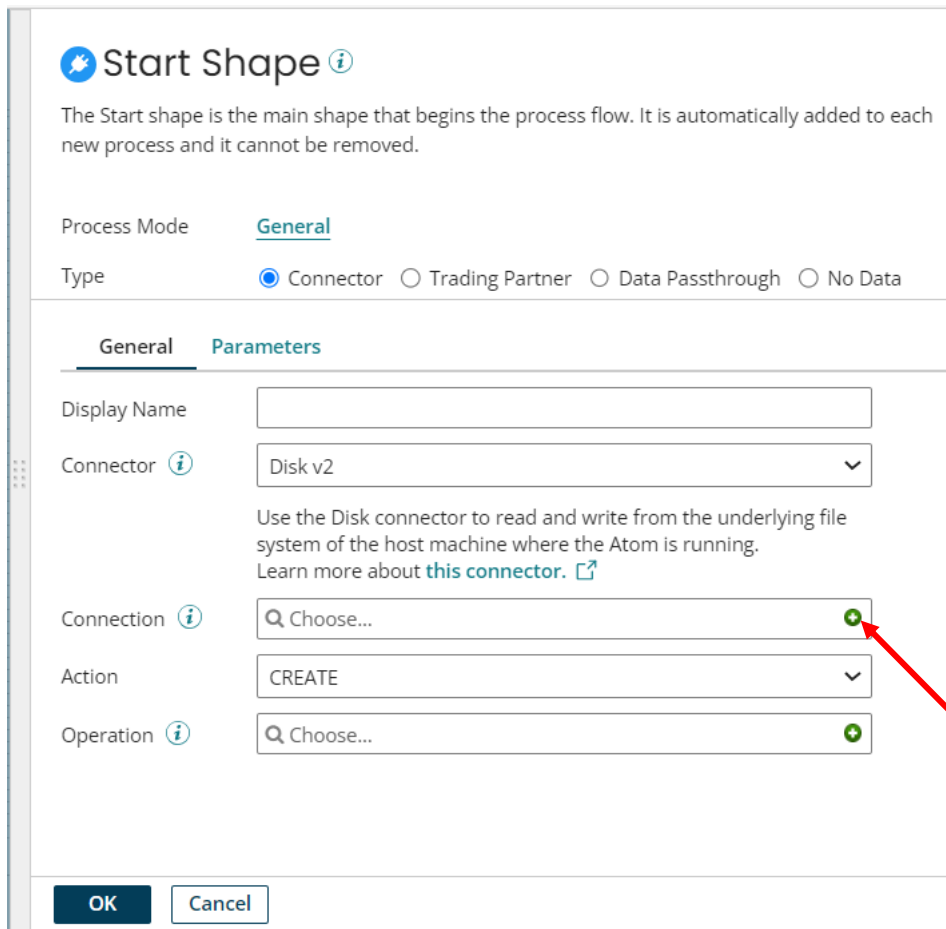 Start Shape i
The Start shape is the main shape that begins the process flow. It is automatically added to each
new process and it cannot be removed.
Process Mode General
Type Connector Trading Partner Data Passthrough No Data
General Parameters
Display Name
Connector i Disk v2
Use the Disk connector to read and write from the underlying file
system of the host machine where the Atom is running.
Learn more about this connector.
Connection i Choose...
Action CREATE
Operation i Choose...
OK Cancel